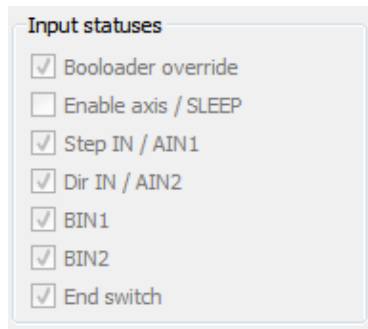 Input statuses
Booloader override
Enable axis / SLEEP
Step IN / AIN1
Dir IN / AIN2
BIN1
BIN2
End switch